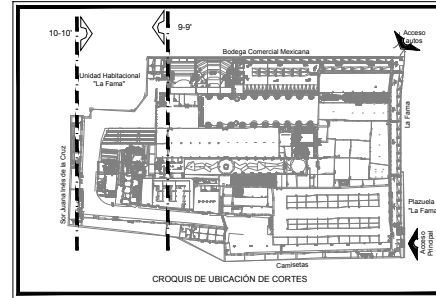 10-10'
9-9'
Acceso
autos
Bodega Comercial Mexicana
Unidad Habitacional
"La Fama"
La Fama
Sor Juana Inés de la Cruz
Plazuela
"La Fama"
Acceso
Principal
Camisetas
CROQUIS DE UBICACIÓN DE CORTES